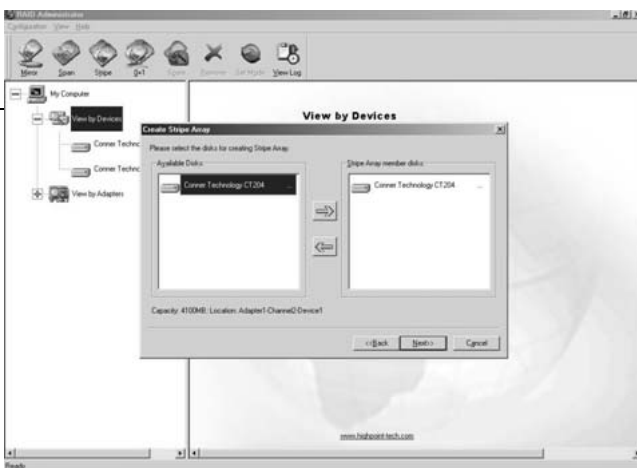 RAID Administrator
Configuration View Help
Mirror Span Stripe 0+1 Spare Remove Set Mode View Log
My Computer
View by Devices
Conner Techno
Conner Techno
View by Adapters
View by Devices
Create Stripe Array
Please select the disks for creating Stripe Array.
Available Disks
Conner Technology CT204 ...
Stripe Array member disks
Conner Technology CT204 ...
Capacity: 4100MB; Location: Adapter1-Channel2-Device1
<<Back Next>> Cancel
www.highpoint-tech.com
Ready